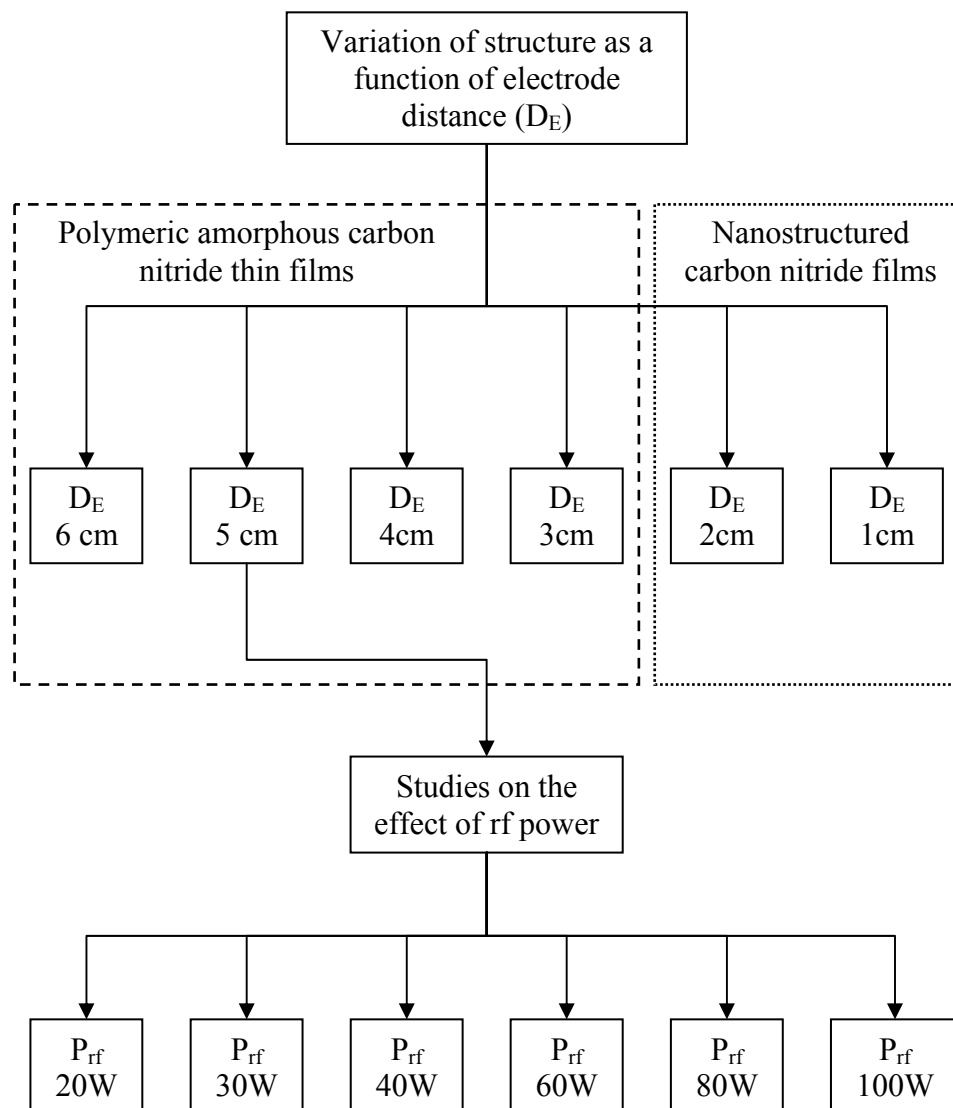 Variation of structure as a
function of electrode
distance (D_E)
Polymeric amorphous carbon
nitride thin films
Nanostructured
carbon nitride films
D_E
6 cm
D_E
5 cm
D_E
4cm
D_E
3cm
D_E
2cm
D_E
1cm
Studies on the
effect of rf power
P_rf
20W
P_rf
30W
P_rf
40W
P_rf
60W
P_rf
80W
P_rf
100W